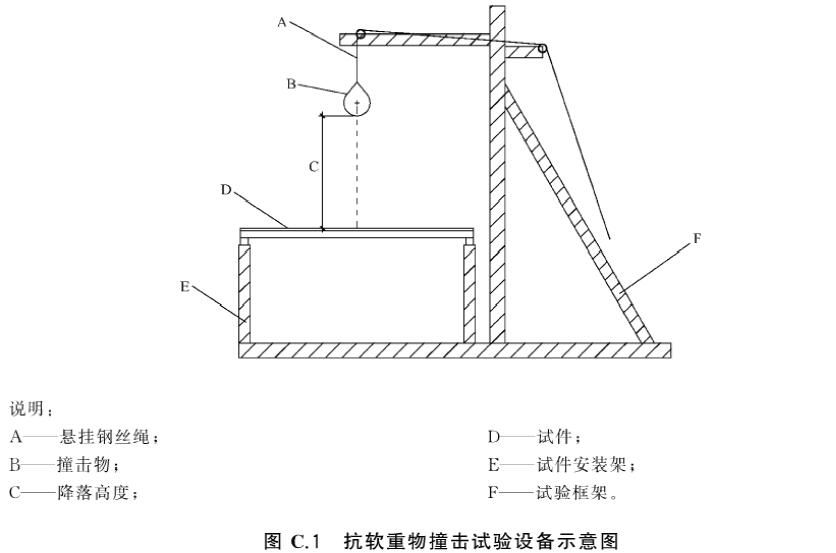 A
B
C
D
E
F
说明:
A——悬挂钢丝绳;
B——撞击物;
C——降落高度;
D——试件;
E——试件安装架;
F——试验框架。
图 C.1 抗软重物撞击试验设备示意图